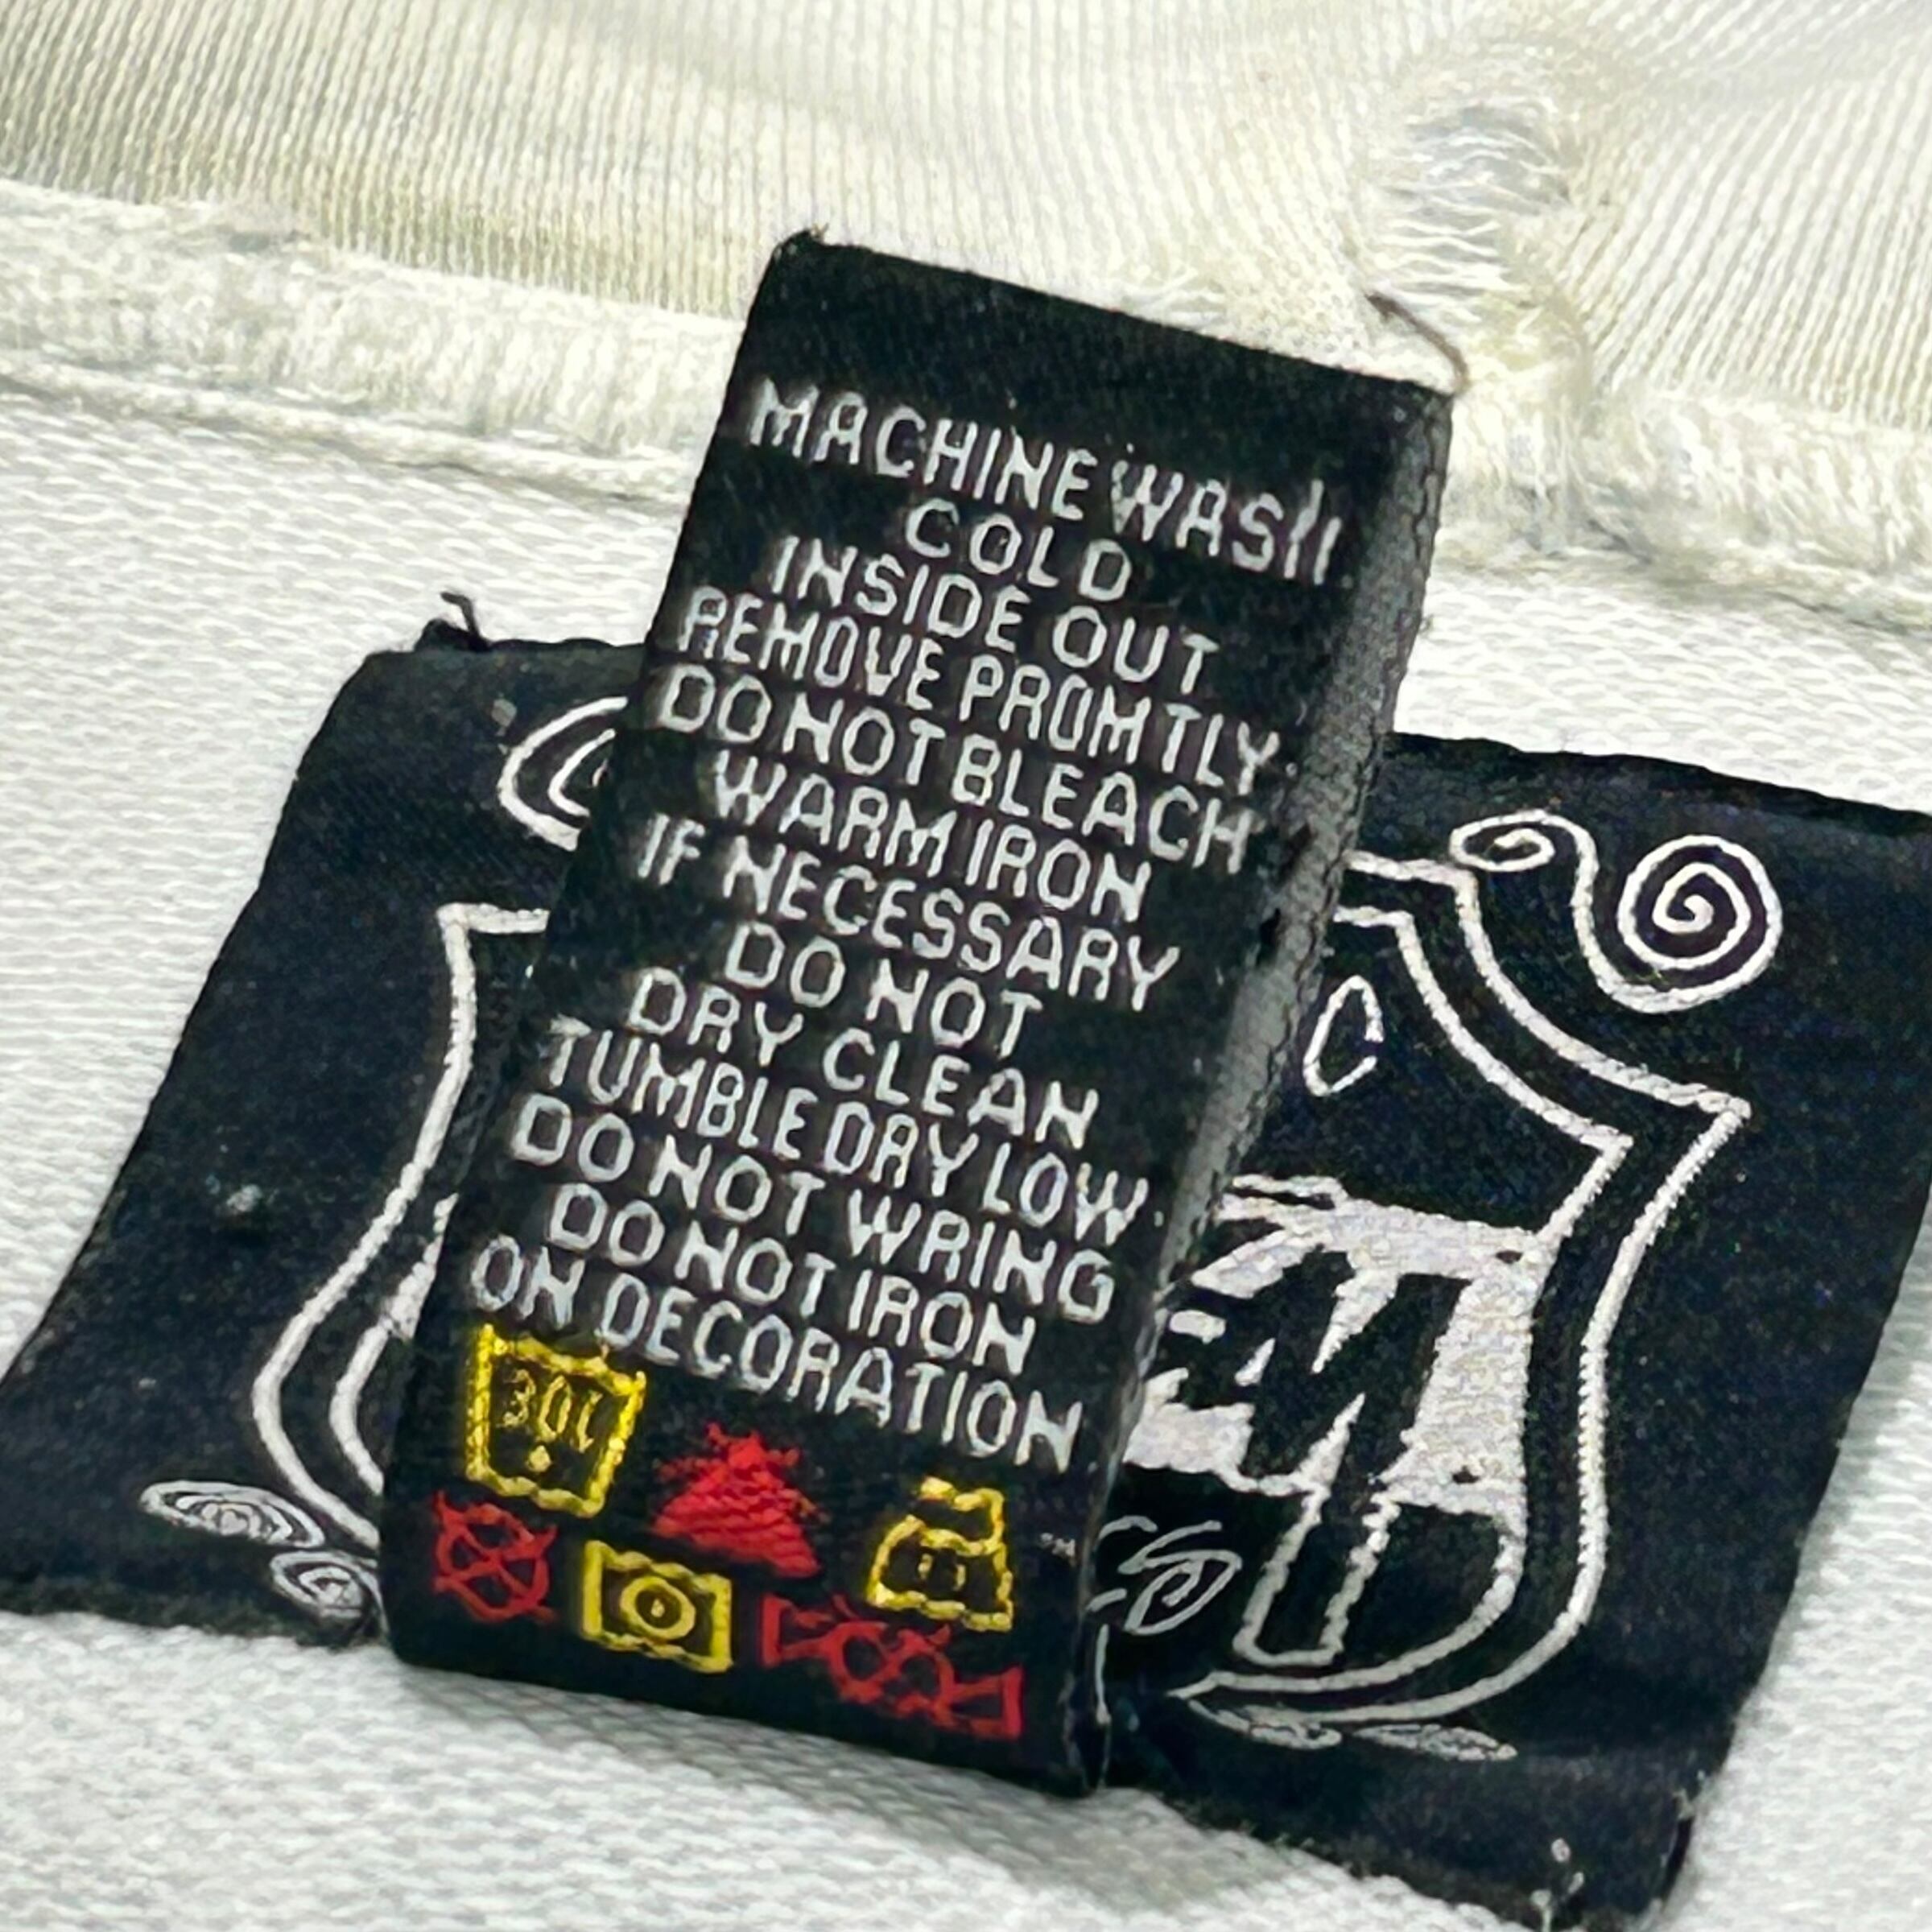 MACHINE WASH
COLD
INSIDE OUT
REMOVE PROMTLY
DO NOT BLEACH
WARM IRON
IF NECESSARY
DO NOT
DRY CLEAN
TUMBLE DRY LOW
DO NOT WRING
DO NOT IRON
ON DECORATION